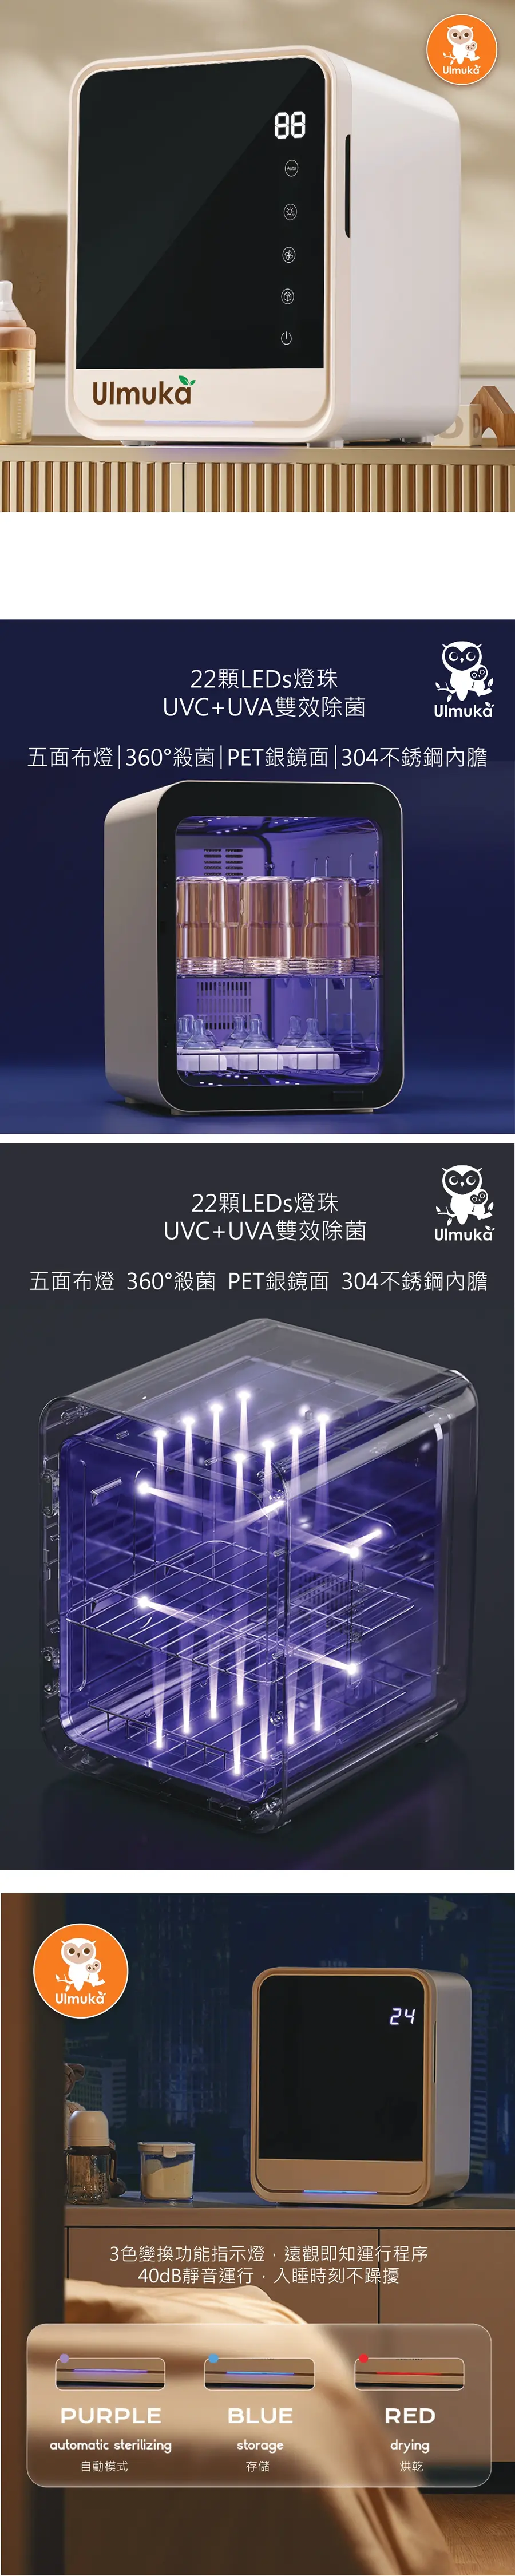 Ulmuka
88
Auto
Ulmuka
22顆LEDs燈珠
UVC+UVA雙效除菌
Ulmuka
五面布燈|360°殺菌|PET銀鏡面|304不銹鋼內膽
22顆LEDs燈珠
UVC+UVA雙效除菌
Ulmuka
五面布燈 360°殺菌 PET銀鏡面 304不銹鋼內膽
Ulmuka
24
3色變換功能指示燈，遠觀即知運行程序
40dB靜音運行，入睡時刻不躁擾
PURPLE BLUE RED
automatic sterilizing storage drying
自動模式 存儲 烘乾